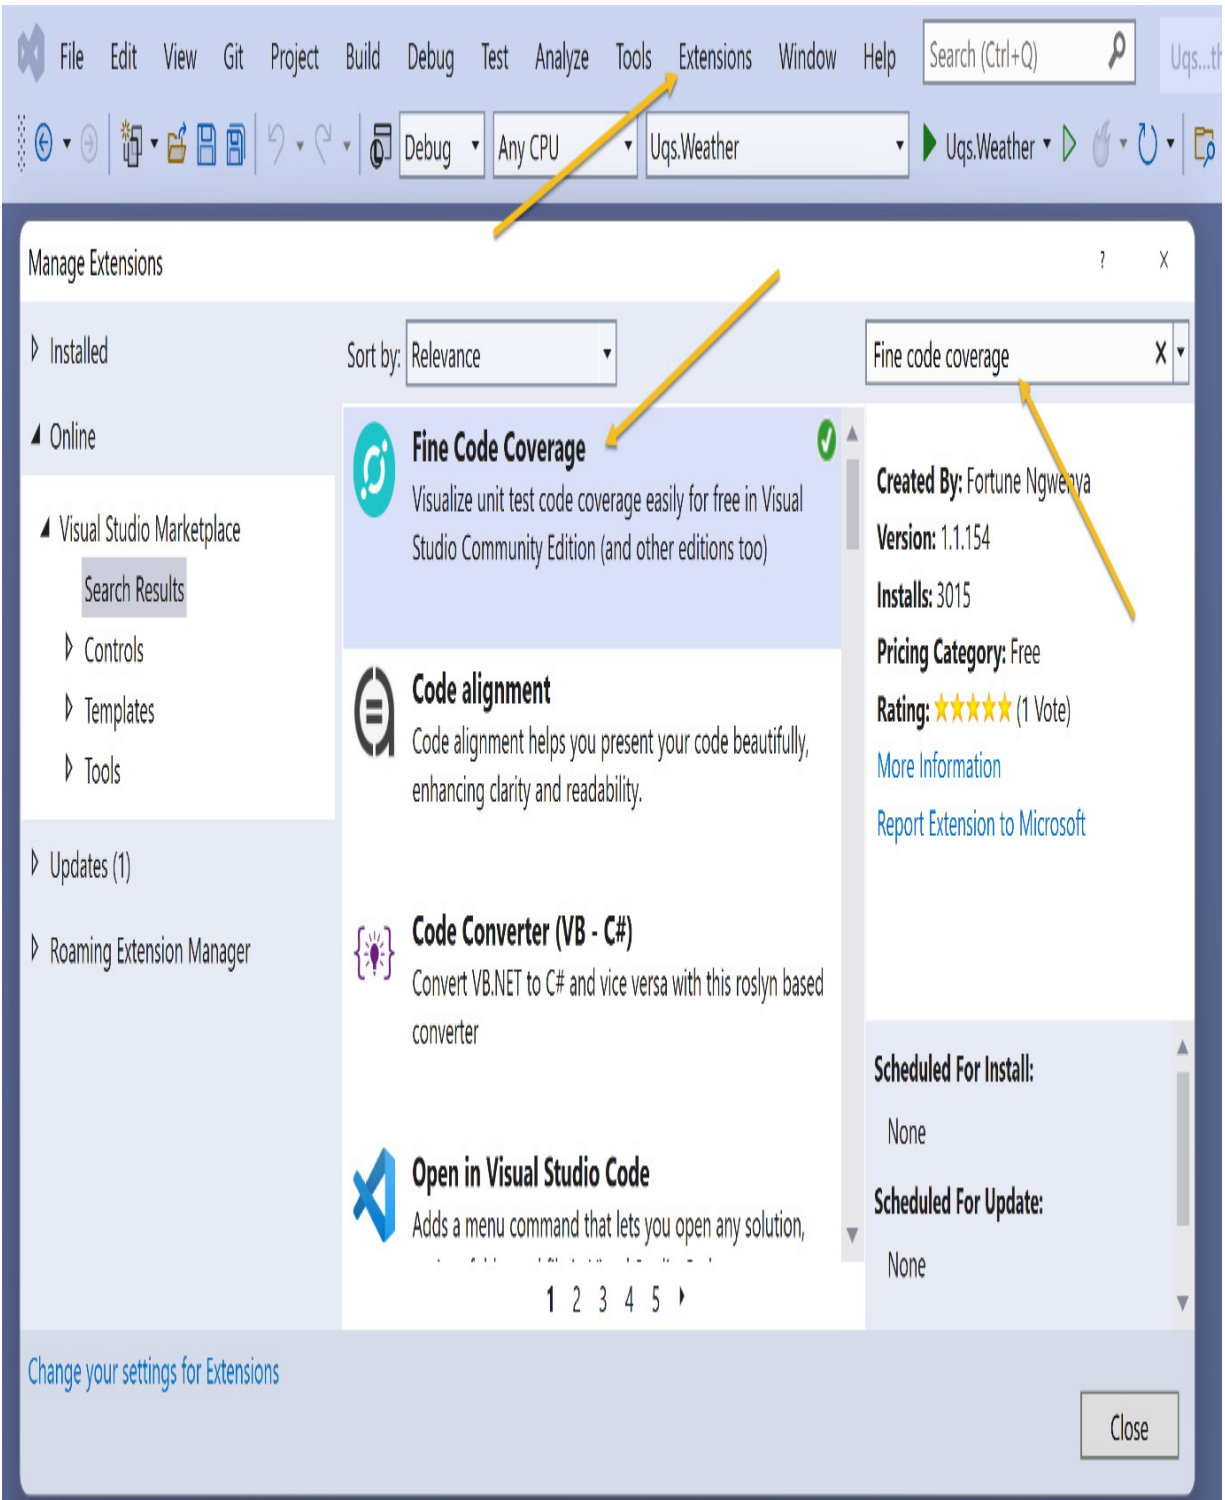 File Edit View Git Project Build Debug Test Analyze Tools Extensions Window Help Search (Ctrl+Q)
Debug Any CPU Uqs.Weather Uqs.Weather
Manage Extensions ? X
Installed
Online
Visual Studio Marketplace
Search Results
Controls
Templates
Tools
Updates (1)
Roaming Extension Manager
Sort by: Relevance
Fine Code Coverage
Visualize unit test code coverage easily for free in Visual
Studio Community Edition (and other editions too)
Code alignment
Code alignment helps you present your code beautifully,
enhancing clarity and readability.
Code Converter (VB - C#)
Convert VB.NET to C# and vice versa with this roslyn based
converter
Open in Visual Studio Code
Adds a menu command that lets you open any solution,
1 2 3 4 5
Fine code coverage
Created By: Fortune Ngwenya
Version: 1.1.154
Installs: 3015
Pricing Category: Free
Rating: (1 Vote)
More Information
Report Extension to Microsoft
Scheduled For Install:
None
Scheduled For Update:
None
Change your settings for Extensions
Close